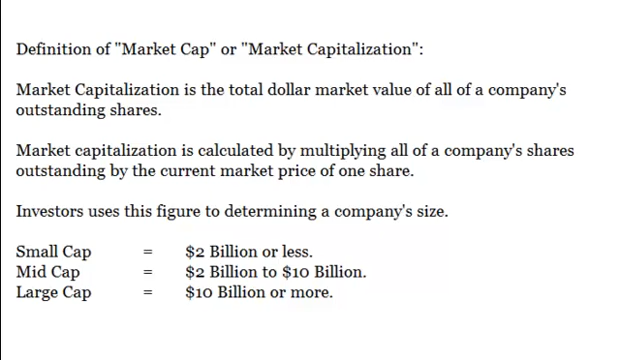 Definition of "Market Cap" or "Market Capitalization":
Market Capitalization is the total dollar market value of all of a company's
outstanding shares.
Market capitalization is calculated by multiplying all of a company's shares
outstanding by the current market price of one share.
Investors uses this figure to determining a company's size.
Small Cap = $2 Billion or less.
Mid Cap = $2 Billion to $10 Billion.
Large Cap = $10 Billion or more.